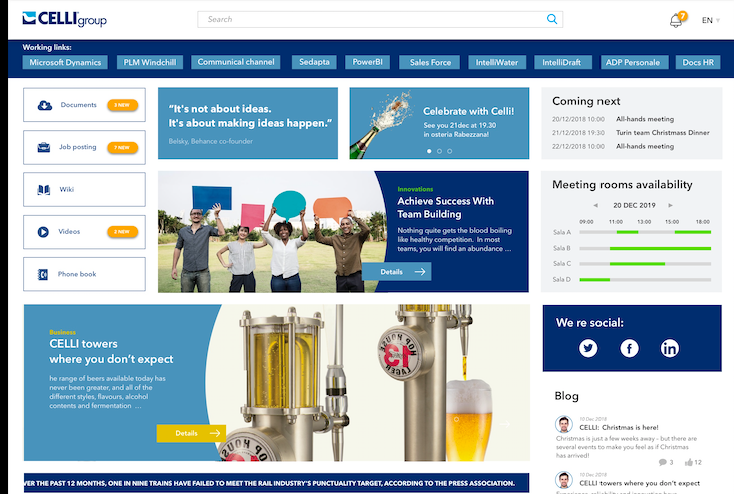 CELLI group
Search
7
EN
Working links:
Microsoft Dynamics
PLM Windchill
Communical channel
Sedapta
PowerBI
Sales Force
IntelliWater
IntelliDraft
ADP Personale
Docs HR
Documents
2 NEW
Job posting
7 NEW
Wiki
Videos
2 NEW
Phone book
“It's not about ideas.
It's about making ideas happen.”
Belsky, Behance co-founder
Celebrate with Celli!
See you 21dec at 19.30
in osteria Rabezzana!
Coming next
20/12/2018 10:00 All-hands meeting
21/12/2018 19:30 Turin team Christmass Dinner
22/12/2018 10:00 All-hands meeting
Innovations
Achieve Success With
Team Building
Nothing quite gets the blood boiling
like healthy competition. In most
teams, you will find an abundance ...
Details
Meeting rooms availability
20 DEC 2019
09:00 11:00 13:00 15:00 18:00
Sala A
Sala B
Sala C
Sala D
Business
CELLI towers
where you don't expect
he range of beers available today has
never been greater, and all of the
different styles, flavours, alcohol
contents and fermentation ...
Details
HOP HOUSE
13
LAGER
We re social:
Blog
10 Dec 2018
CELLI: Christmas is here!
Christmas is just a few weeks away - but there are
several events to make you feel as if Christmas
has arrived!
3 12
10 Dec 2018
CELLI towers where you don't expect
VER THE PAST 12 MONTHS, ONE IN NINE TRAINS HAVE FAILED TO MEET THE RAIL INDUSTRY'S PUNCTUALITY TARGET, ACCORDING TO THE PRESS ASSOCIATION.